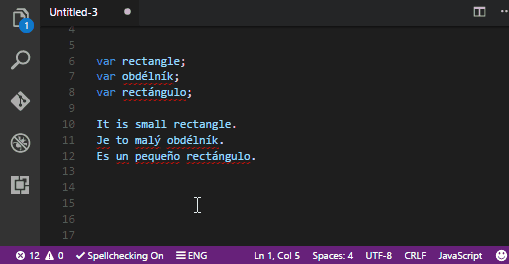 Untitled-3
1
4
6 var rectangle;
7 var obdélník;
8 var rectángulo;
9
10 It is small rectangle.
11 Je to malý obdélník.
12 Es un pequeño rectángulo.
13
14
15
16
17
12 0 Spellchecking On ENG Ln 1, Col 5 Spaces: 4 UTF-8 CRLF JavaScript